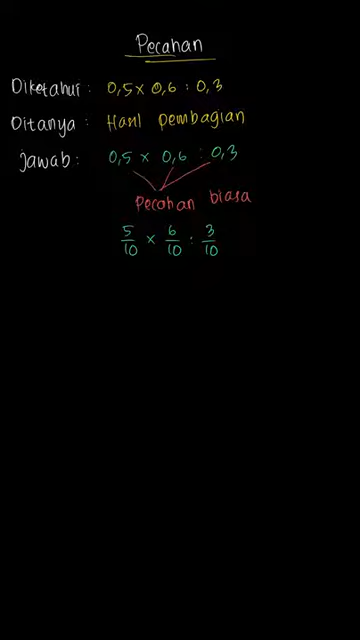 Pecahan
Diketahui : 0,5 x 0,6 : 0,3
Ditanya : Hasil pembagian
Jawab : 0,5 x 0,6 : 0,3
Pecahan biasa
5/10 x 6/10 : 3/10